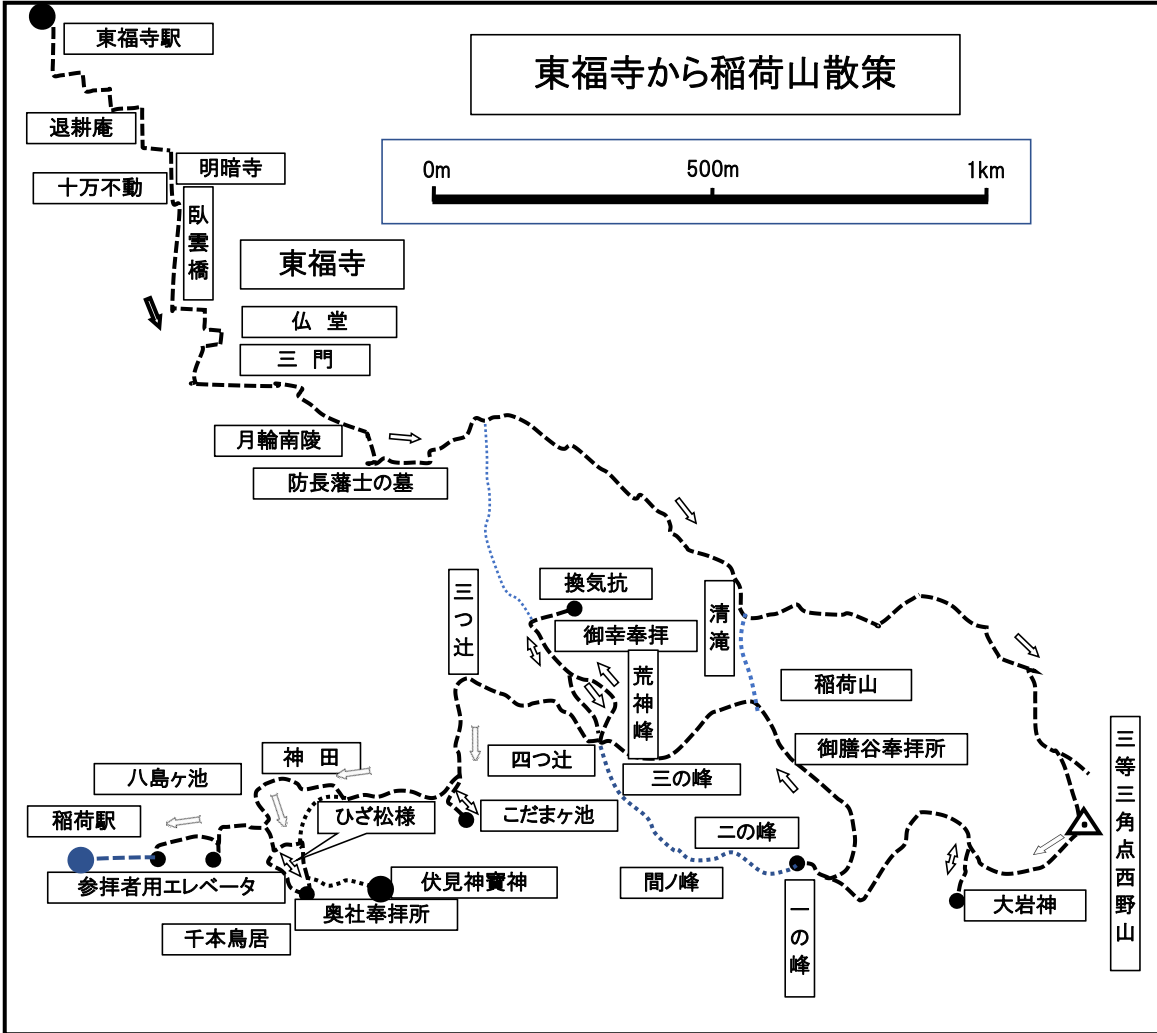 東福寺駅
東福寺から稲荷山散策
退耕庵
明暗寺
0m 500m 1km
十万不動
臥雲橋
東福寺
仏 堂
三 門
月輪南陵
防長藩士の墓
三つ辻
換気抗
清滝
御幸奉拝
荒神峰
稲荷山
三等三角点西野山
御膳谷奉拝所
神 田
四つ辻
八島ヶ池
三の峰
稲荷駅
ひざ松様
こだまヶ池
二の峰
参拝者用エレベータ
伏見神寳神
間ノ峰
一の峰
大岩神
奥社奉拝所
千本鳥居